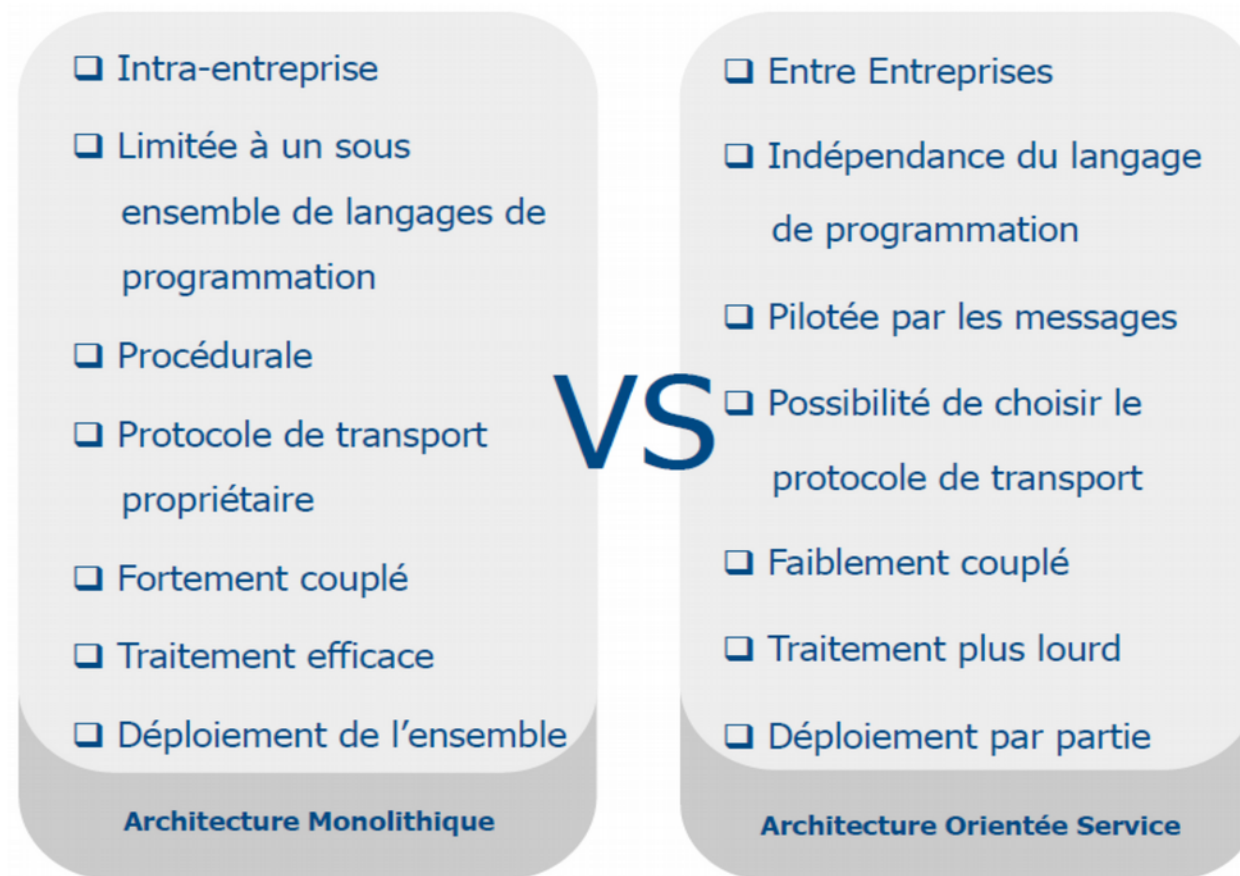 ❑ Intra-entreprise
❑ Limitée à un sous
ensemble de langages de
programmation
❑ Procédurale
❑ Protocole de transport
propriétaire
❑ Fortement couplé
❑ Traitement efficace
❑ Déploiement de l’ensemble
Architecture Monolithique
VS
❑ Entre Entreprises
❑ Indépendance du langage
de programmation
❑ Pilotée par les messages
❑ Possibilité de choisir le
protocole de transport
❑ Faiblement couplé
❑ Traitement plus lourd
❑ Déploiement par partie
Architecture Orientée Service